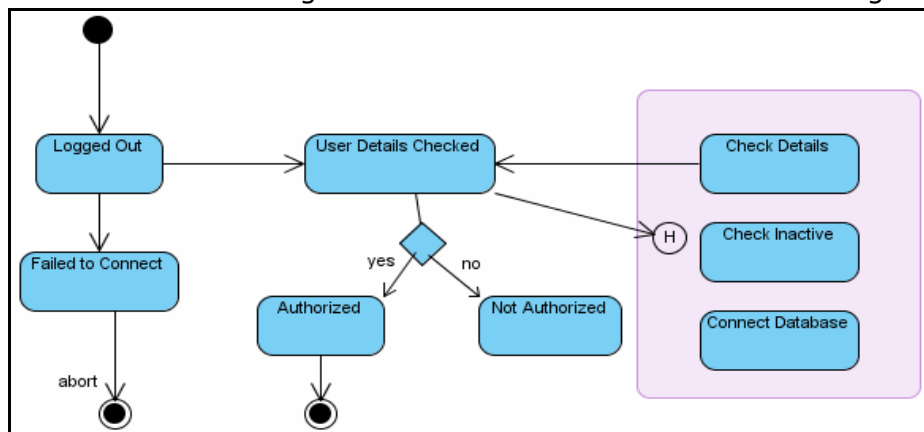 Logged Out
User Details Checked
Check Details
H
Check Inactive
Failed to Connect
yes
no
Authorized
Not Authorized
Connect Database
abort